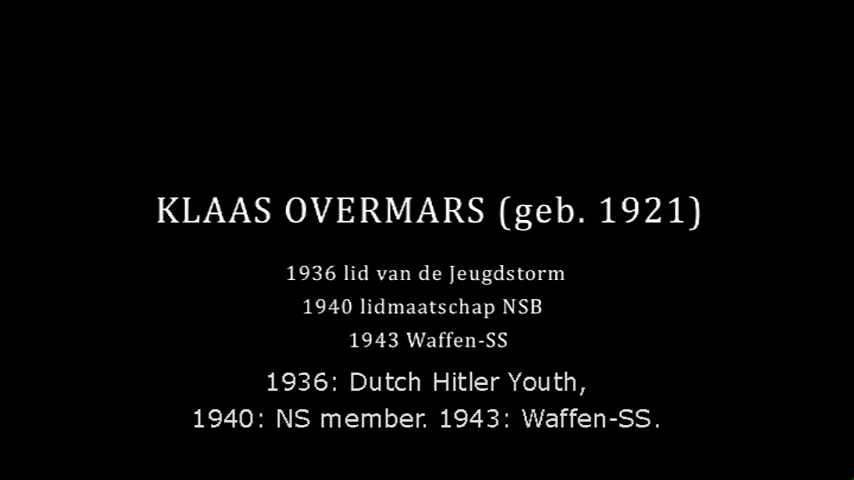 KLAAS OVERMARS (geb. 1921)
1936 lid van de Jeugdstorm
1940 lidmaatschap NSB
1943 Waffen-SS
1936: Dutch Hitler Youth,
1940: NS member. 1943: Waffen-SS.